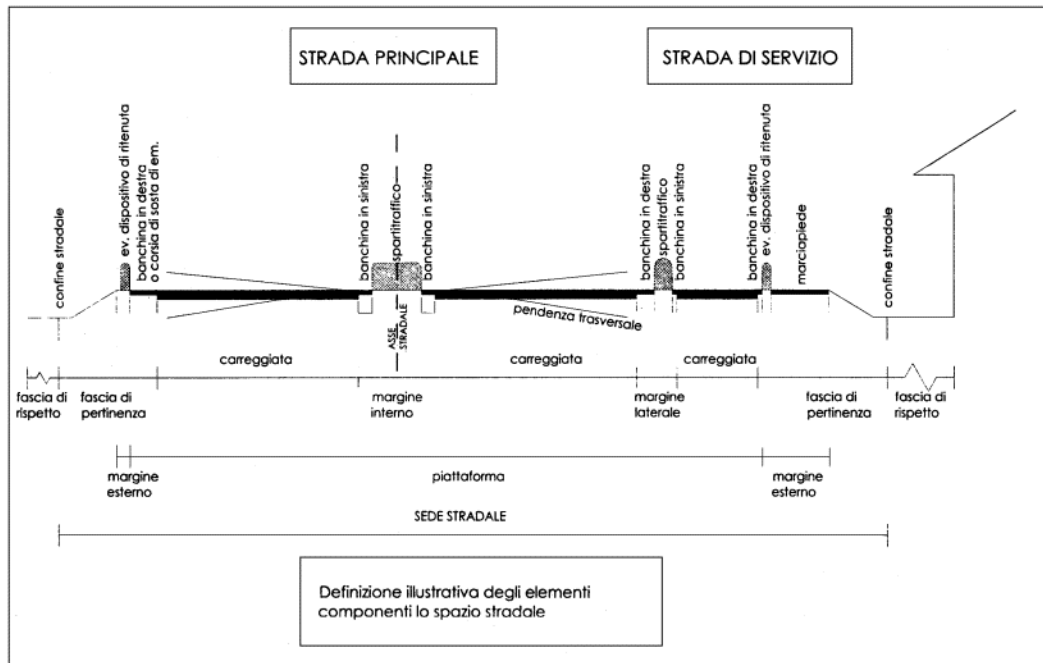 STRADA PRINCIPALE
STRADA DI SERVIZIO
confine stradale
ev. dispositivo di ritenuta
banchina in destra
o corsia di sosta di em.
banchina in sinistra
spartitraffico
banchina in sinistra
banchina in destra
spartitraffico
banchina in sinistra
banchina in destra
ev. dispositivo di ritenuta
marciapiede
confine stradale
pendenza trasversale
ASSE
STRADALE
carreggiata
carreggiata
carreggiata
fascia di
rispetto
fascia di
pertinenza
margine
interno
margine
laterale
fascia di
pertinenza
fascia di
rispetto
margine
esterno
piattaforma
margine
esterno
SEDE STRADALE
Definizione illustrativa degli elementi
componenti lo spazio stradale